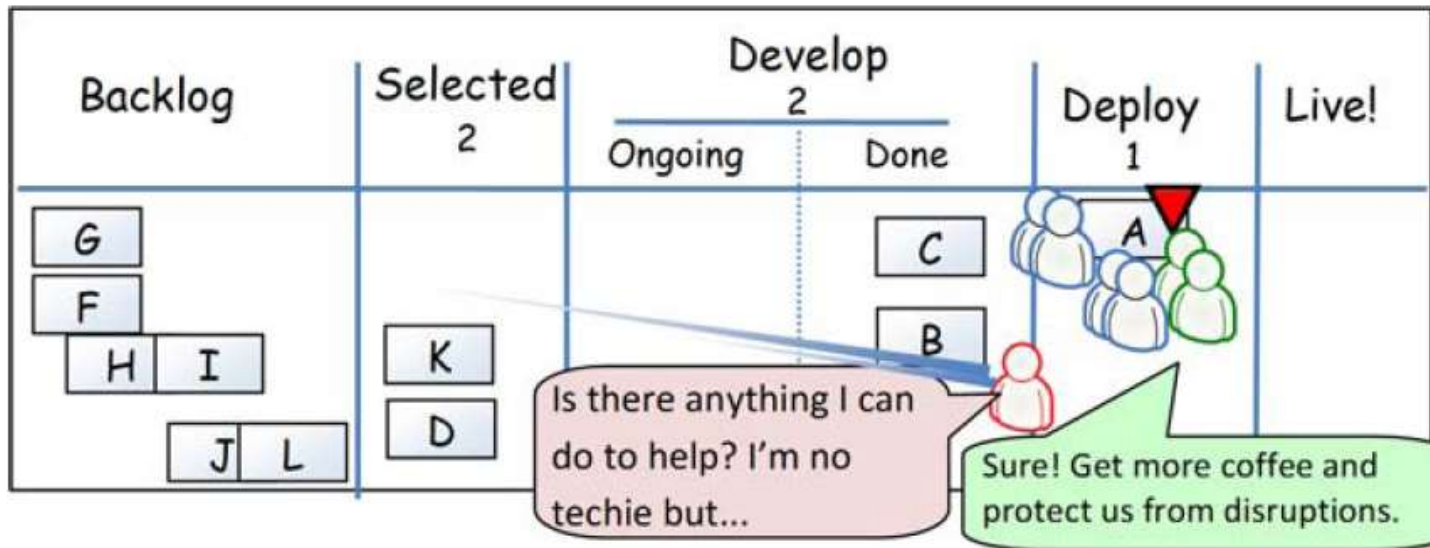 Backlog
Selected
2
Develop
2
Ongoing
Done
Deploy
1
Live!
G
F
H I
J L
K
D
C
B
A
Is there anything I can
do to help? I'm no
techie but...
Sure! Get more coffee and
protect us from disruptions.